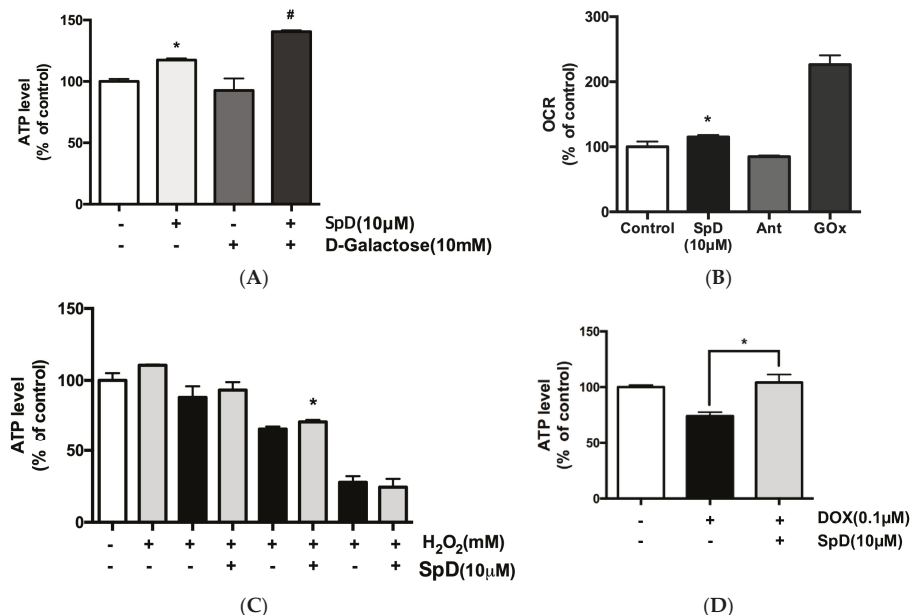 #
150
*
100
ATP level
(% of control)
50
0
- + - + SpD(10μM)
- - + + D-Galactose(10mM)
(A)
300
200
OCR
(% of control)
*
100
0
Control SpD Ant GOx
(10μM)
(B)
150
100
ATP level
(% of control)
*
50
0
- + + + + + + + H2O2(mM)
- - - + - + - + SpD(10μM)
(C)
150
*
100
ATP level
(% of control)
50
0
- + + DOX(0.1μM)
- - + SpD(10μM)
(D)